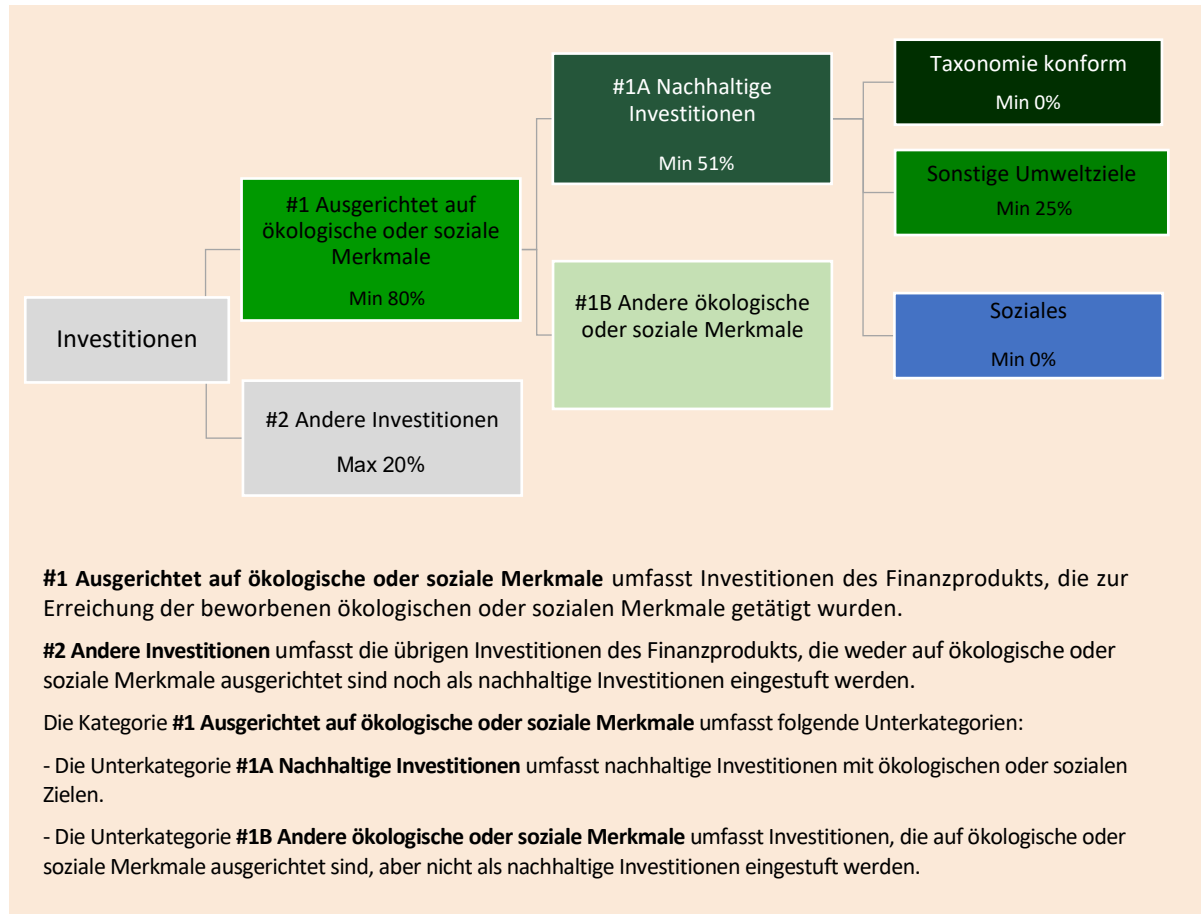 Investitionen
#1 Ausgerichtet auf
ökologische oder soziale
Merkmale
Min 80%
#2 Andere Investitionen
Max 20%
#1A Nachhaltige
Investitionen
Min 51%
#1B Andere ökologische
oder soziale Merkmale
Taxonomie konform
Min 0%
Sonstige Umweltziele
Min 25%
Soziales
Min 0%
#1 Ausgerichtet auf ökologische oder soziale Merkmale umfasst Investitionen des Finanzprodukts, die zur
Erreichung der beworbenen ökologischen oder sozialen Merkmale getätigt wurden.
#2 Andere Investitionen umfasst die übrigen Investitionen des Finanzprodukts, die weder auf ökologische oder
soziale Merkmale ausgerichtet sind noch als nachhaltige Investitionen eingestuft werden.
Die Kategorie #1 Ausgerichtet auf ökologische oder soziale Merkmale umfasst folgende Unterkategorien:
- Die Unterkategorie #1A Nachhaltige Investitionen umfasst nachhaltige Investitionen mit ökologischen oder sozialen
Zielen.
- Die Unterkategorie #1B Andere ökologische oder soziale Merkmale umfasst Investitionen, die auf ökologische oder
soziale Merkmale ausgerichtet sind, aber nicht als nachhaltige Investitionen eingestuft werden.